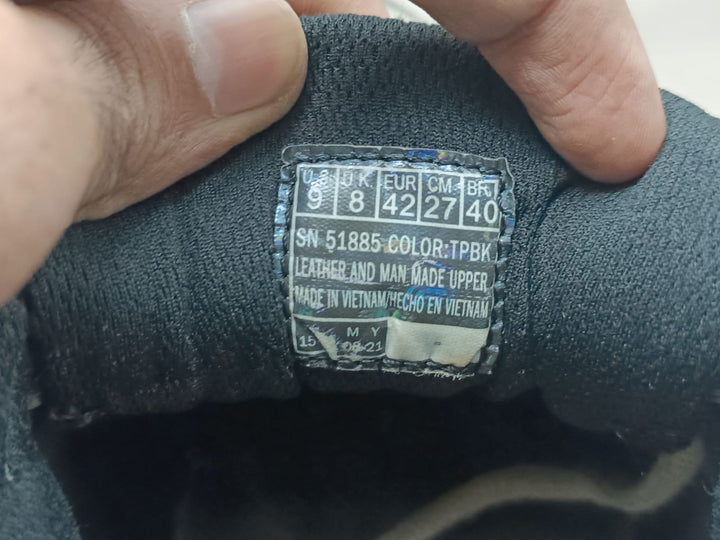 U.S. U.K. EUR CM BR.
9 8 42 27 40
SN 51885 COLOR:TPBK
LEATHER AND MAN MADE UPPER
MADE IN VIETNAM/HECHO EN VIETNAM
M Y
15 08 21